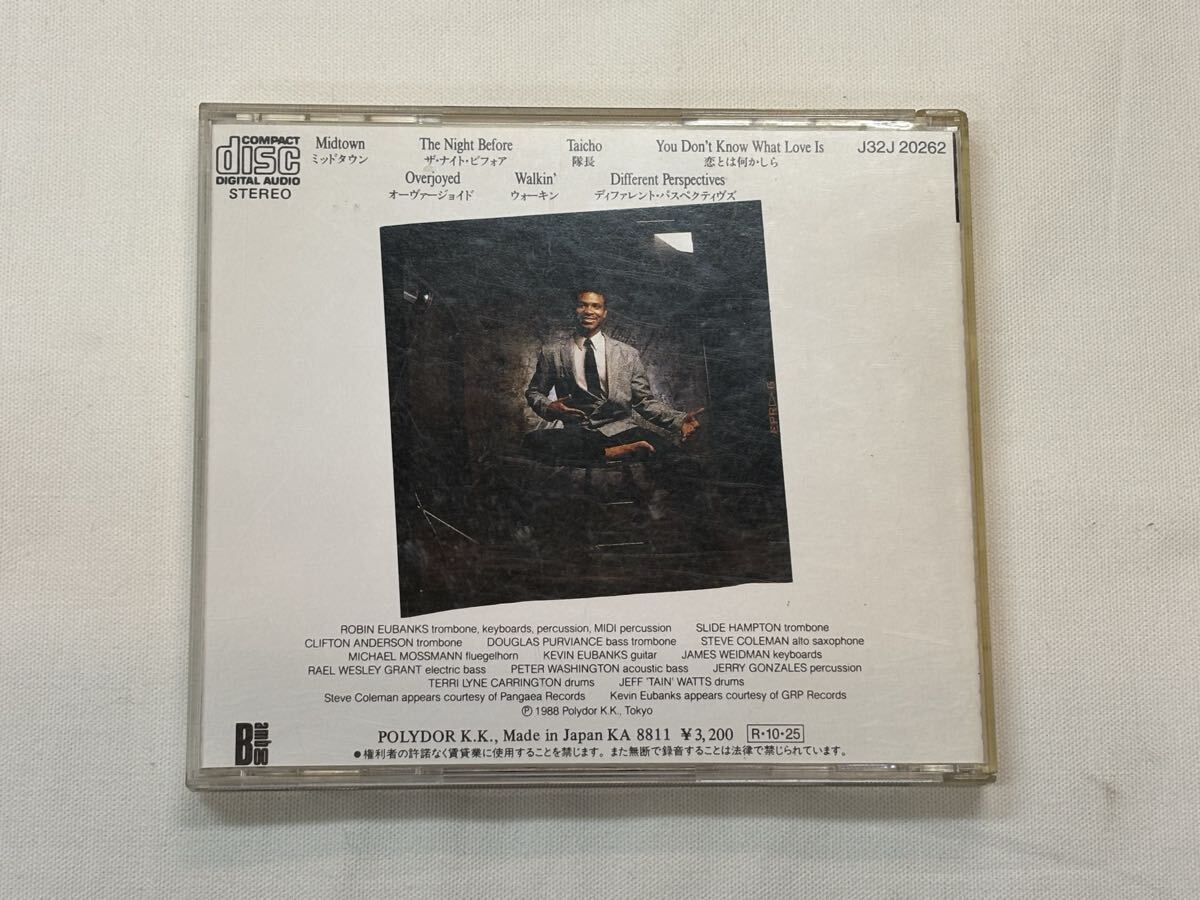 COMPACT
disc
DIGITAL AUDIO
STEREO
Midtown The Night Before Taicho You Don't Know What Love Is J32J 20262
ミッドタウン ザ・ナイト・ビフォア 隊長 恋とは何かしら
Overjoyed Walkin' Different Perspectives
オーヴァージョイド ウォーキン ディファレント・パスペクティヴズ
ROBIN EUBANKS trombone, keyboards, percussion, MIDI percussion SLIDE HAMPTON trombone
CLIFTON ANDERSON trombone DOUGLAS PURVIANCE bass trombone STEVE COLEMAN alto saxophone
MICHAEL MOSSMANN fluegelhorn KEVIN EUBANKS guitar JAMES WEIDMAN keyboards
RAEL WESLEY GRANT electric bass PETER WASHINGTON acoustic bass JERRY GONZALES percussion
TERRI LYNE CARRINGTON drums JEFF 'TAIN' WATTS drums
Steve Coleman appears courtesy of Pangaea Records Kevin Eubanks appears courtesy of GRP Records
Ⓟ 1988 Polydor K.K., Tokyo
Bamboo
POLYDOR K.K., Made in Japan KA 8811 ¥3,200 R・10・25
●権利者の許諾なく賃貸業に使用することを禁じます。また無断で録音することは法律で禁じられています。